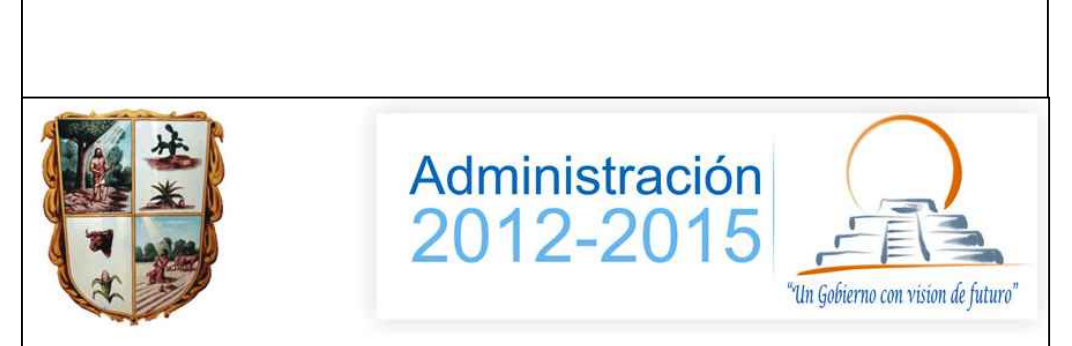 Administración
2012-2015
“Un Gobierno con vision de futuro”